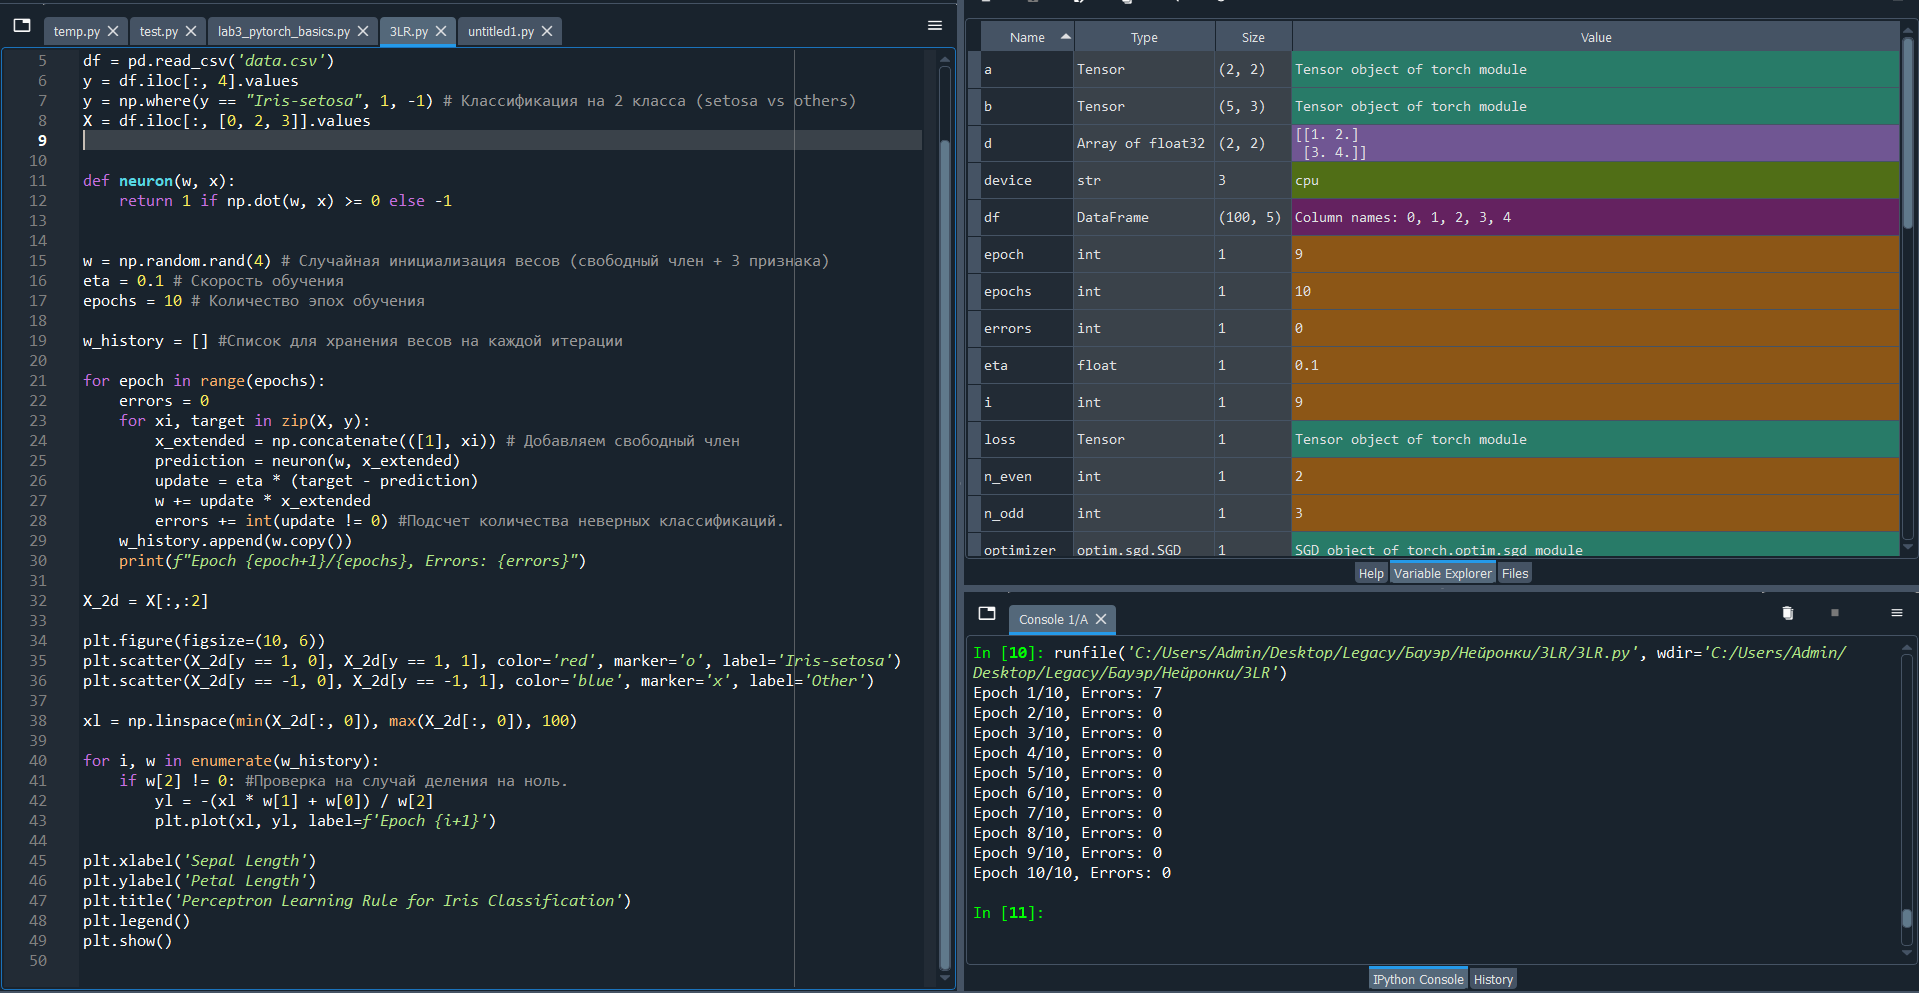 temp.py test.py lab3_pytorch_basics.py 3LR.py untitled1.py
5 df = pd.read_csv('data.csv')
6 y = df.iloc[:, 4].values
7 y = np.where(y == "Iris-setosa", 1, -1) # Классификация на 2 класса (setosa vs others)
8 X = df.iloc[:, [0, 2, 3]].values
9
10
11 def neuron(w, x):
12     return 1 if np.dot(w, x) >= 0 else -1
13
14
15 w = np.random.rand(4) # Случайная инициализация весов (свободный член + 3 признака)
16 eta = 0.1 # Скорость обучения
17 epochs = 10 # Количество эпох обучения
18
19 w_history = [] #Список для хранения весов на каждой итерации
20
21 for epoch in range(epochs):
22     errors = 0
23     for xi, target in zip(X, y):
24         x_extended = np.concatenate(([1], xi)) # Добавляем свободный член
25         prediction = neuron(w, x_extended)
26         update = eta * (target - prediction)
27         w += update * x_extended
28         errors += int(update != 0) #Подсчет количества неверных классификаций.
29     w_history.append(w.copy())
30     print(f"Epoch {epoch+1}/{epochs}, Errors: {errors}")
31
32 X_2d = X[:,:2]
33
34 plt.figure(figsize=(10, 6))
35 plt.scatter(X_2d[y == 1, 0], X_2d[y == 1, 1], color='red', marker='o', label='Iris-setosa')
36 plt.scatter(X_2d[y == -1, 0], X_2d[y == -1, 1], color='blue', marker='x', label='Other')
37
38 xl = np.linspace(min(X_2d[:, 0]), max(X_2d[:, 0]), 100)
39
40 for i, w in enumerate(w_history):
41     if w[2] != 0: #Проверка на случай деления на ноль.
42         yl = -(xl * w[1] + w[0]) / w[2]
43         plt.plot(xl, yl, label=f'Epoch {i+1}')
44
45 plt.xlabel('Sepal Length')
46 plt.ylabel('Petal Length')
47 plt.title('Perceptron Learning Rule for Iris Classification')
48 plt.legend()
49 plt.show()
50
Name Type Size Value
a Tensor (2, 2) Tensor object of torch module
b Tensor (5, 3) Tensor object of torch module
d Array of float32 (2, 2) [[1. 2.]
[3. 4.]]
device str 3 cpu
df DataFrame (100, 5) Column names: 0, 1, 2, 3, 4
epoch int 1 9
epochs int 1 10
errors int 1 0
eta float 1 0.1
i int 1 9
loss Tensor 1 Tensor object of torch module
n_even int 1 2
n_odd int 1 3
optimizer optim.sgd.SGD 1 SGD object of torch.optim.sgd module
Help Variable Explorer Files
Console 1/A
In [10]: runfile('C:/Users/Admin/Desktop/Legacy/Бауэр/Нейронки/3LR/3LR.py', wdir='C:/Users/Admin/
Desktop/Legacy/Бауэр/Нейронки/3LR')
Epoch 1/10, Errors: 7
Epoch 2/10, Errors: 0
Epoch 3/10, Errors: 0
Epoch 4/10, Errors: 0
Epoch 5/10, Errors: 0
Epoch 6/10, Errors: 0
Epoch 7/10, Errors: 0
Epoch 8/10, Errors: 0
Epoch 9/10, Errors: 0
Epoch 10/10, Errors: 0
In [11]:
IPython Console History